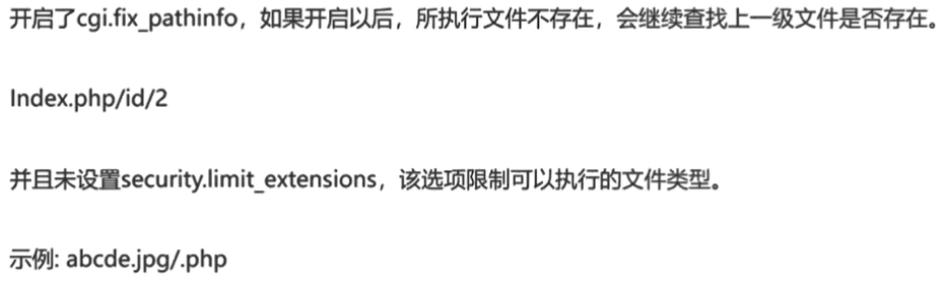 开启了cgi.fix_pathinfo，如果开启以后，所执行文件不存在，会继续查找上一级文件是否存在。
Index.php/id/2
并且未设置security.limit_extensions，该选项限制可以执行的文件类型。
示例: abcde.jpg/.php